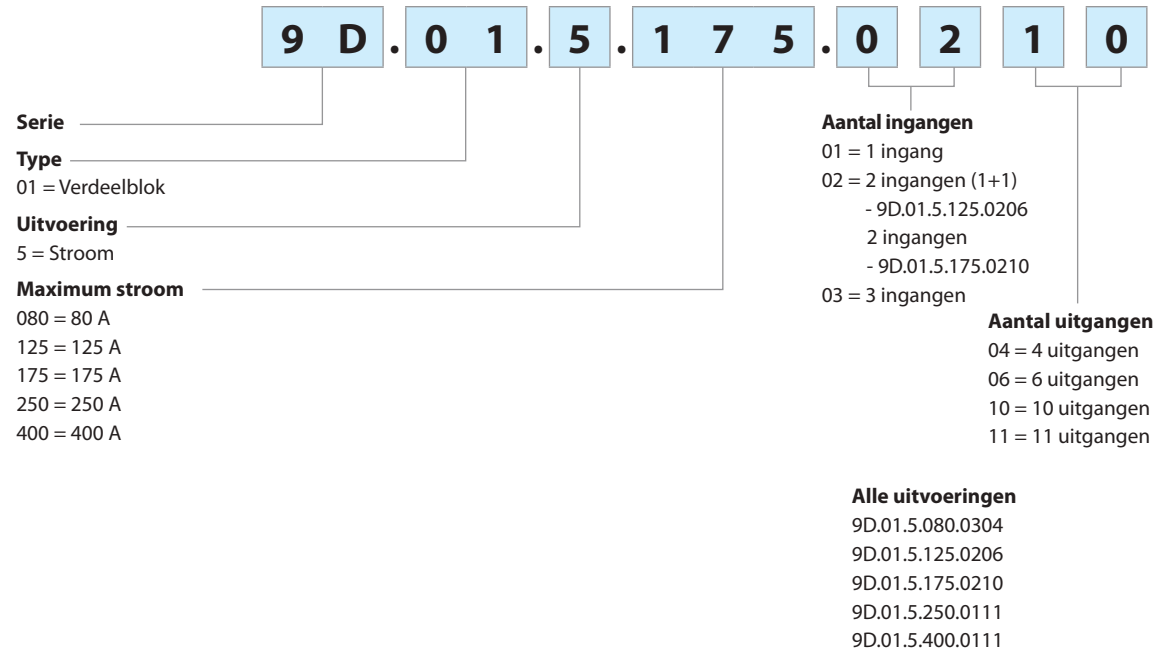 9 D . 0 1 . 5 . 1 7 5 . 0 2 1 0
Serie
Type
01 = Verdeelblok
Uitvoering
5 = Stroom
Maximum stroom
080 = 80 A
125 = 125 A
175 = 175 A
250 = 250 A
400 = 400 A
Aantal ingangen
01 = 1 ingang
02 = 2 ingangen (1+1)
- 9D.01.5.125.0206
2 ingangen
- 9D.01.5.175.0210
03 = 3 ingangen
Aantal uitgangen
04 = 4 uitgangen
06 = 6 uitgangen
10 = 10 uitgangen
11 = 11 uitgangen
Alle uitvoeringen
9D.01.5.080.0304
9D.01.5.125.0206
9D.01.5.175.0210
9D.01.5.250.0111
9D.01.5.400.0111